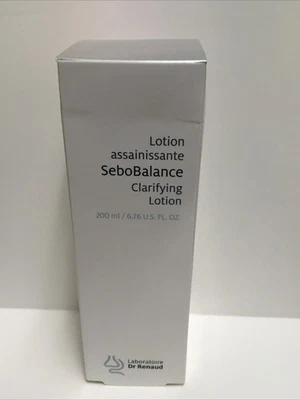 Lotion
assainissante
SeboBalance
Clarifying
Lotion
200 ml / 6.76 U.S. FL. OZ.
Laboratoire
Dr Renaud